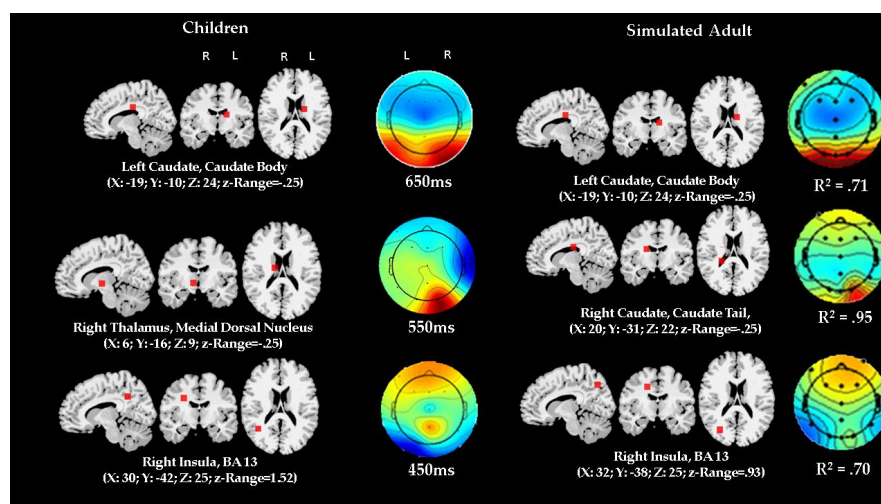 Children
Simulated Adult
R L R L L R
Left Caudate, Caudate Body
(X: -19; Y: -10; Z: 24; z-Range=-.25)
650ms
Left Caudate, Caudate Body
(X: -19; Y: -10; Z: 24; z-Range=-.25)
R² = .71
Right Thalamus, Medial Dorsal Nucleus
(X: 6; Y: -16; Z: 9; z-Range=-.25)
550ms
Right Caudate, Caudate Tail,
(X: 20; Y: -31; Z: 22; z-Range=-.25)
R² = .95
Right Insula, BA 13
(X: 30; Y: -42; Z: 25; z-Range=1.52)
450ms
Right Insula, BA 13
(X: 32; Y: -38; Z: 25; z-Range=.93)
R² = .70